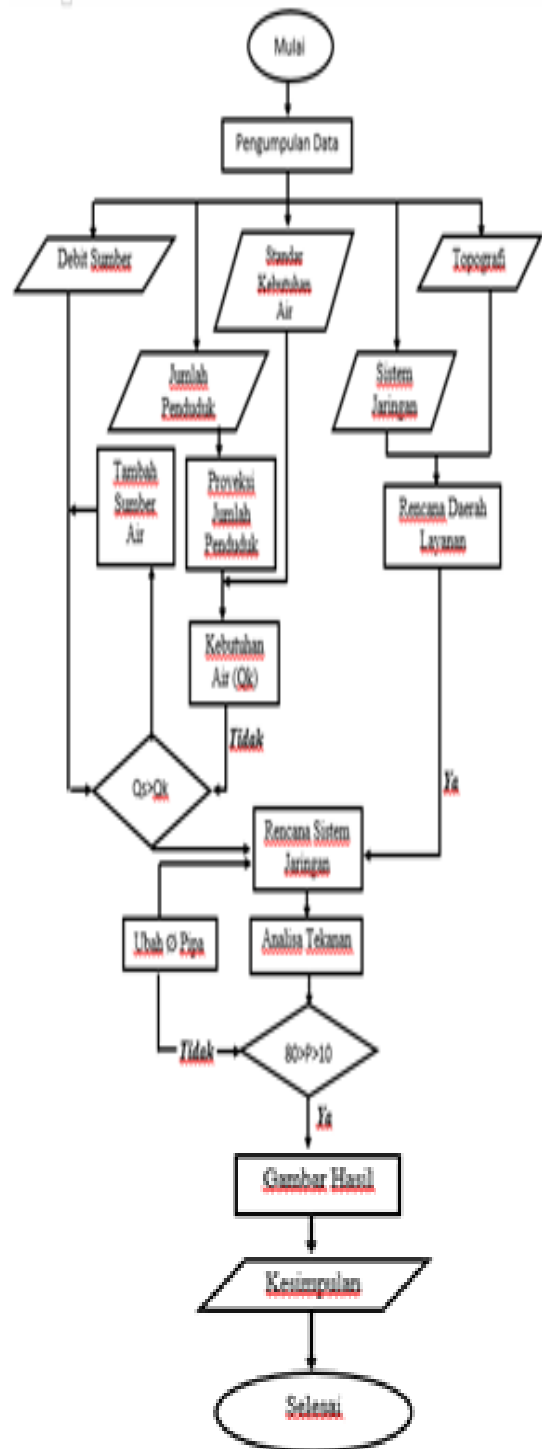 Mulai
Pengumpulan Data
Debit Sumber
Standar
Kebutuhan
Air
Topografi
Jumlah
Penduduk
Sistem
Jaringan
Tambah
Sumber
Air
Proyeksi
Jumlah
Penduduk
Rencana Daerah
Layanan
Kebutuhan
Air (Qk)
Tidak
Qs>Qk
Ya
Rencana Sistem
Jaringan
Ubah Ø Pipa
Analisa Tekanan
Tidak
80>P>10
Ya
Gambar Hasil
Kesimpulan
Selesai